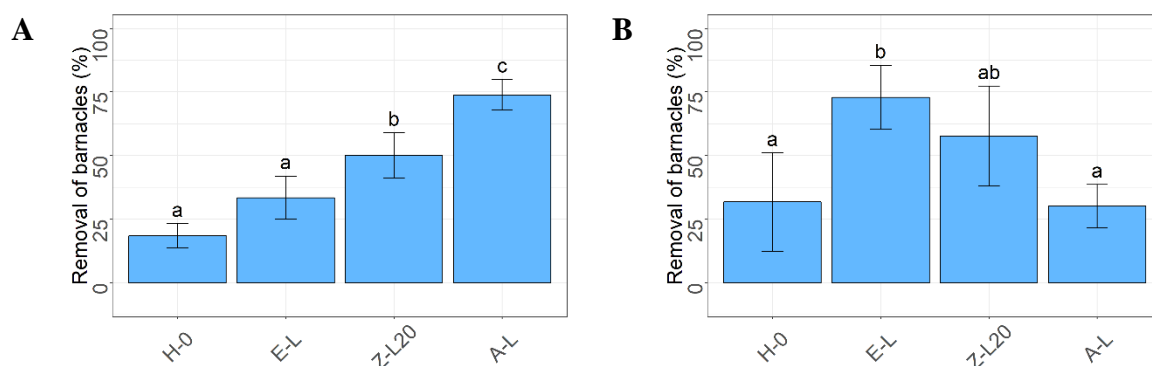 A
Removal of barnacles (%)
0
25
50
75
100
a
a
b
c
H-0
E-L
Z-L20
A-L
B
Removal of barnacles (%)
0
25
50
75
100
a
b
ab
a
H-0
E-L
Z-L20
A-L